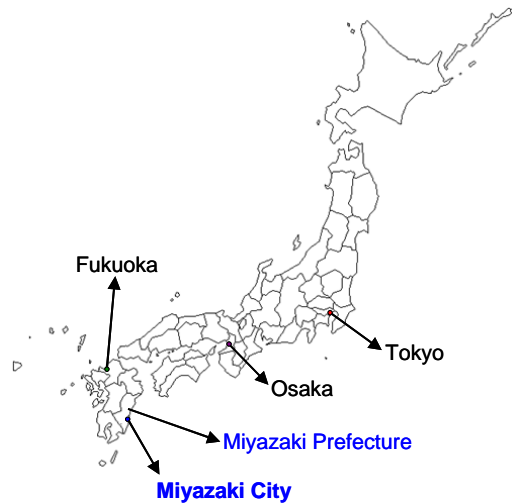 Fukuoka
Tokyo
Osaka
Miyazaki Prefecture
Miyazaki City